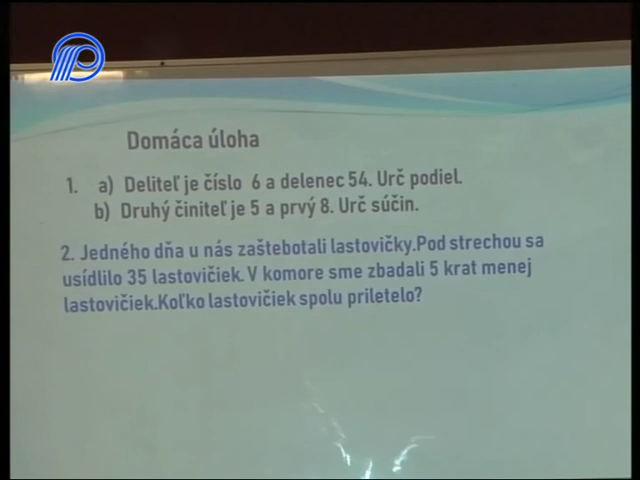 Domáca úloha
1. a) Deliteľ je číslo 6 a delenec 54. Urč podiel.
b) Druhý činiteľ je 5 a prvý 8. Urč súčin.
2. Jedného dňa u nás zaštebotali lastovičky.Pod strechou sa
usídlilo 35 lastovičiek. V komore sme zbadali 5 krat menej
lastovičiek.Koľko lastovičiek spolu priletelo?